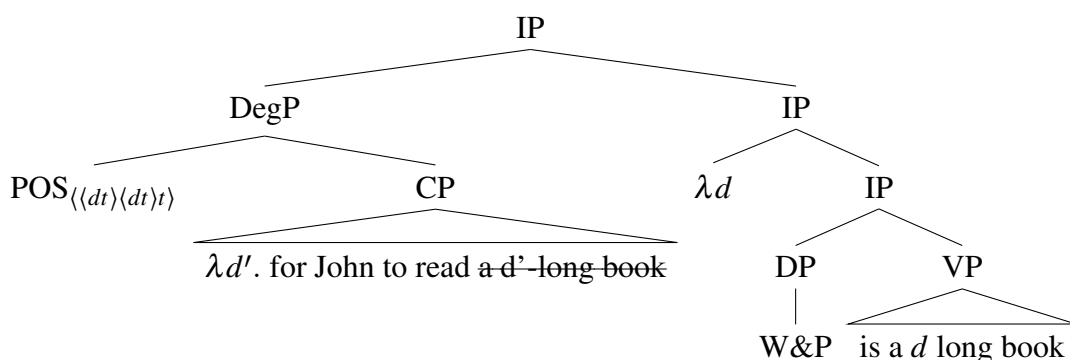 IP
DegP IP
POS⟨⟨dt⟩⟨dt⟩t⟩ CP λd IP
λd′. for John to read a d’-long book DP VP
W&P is a d long book